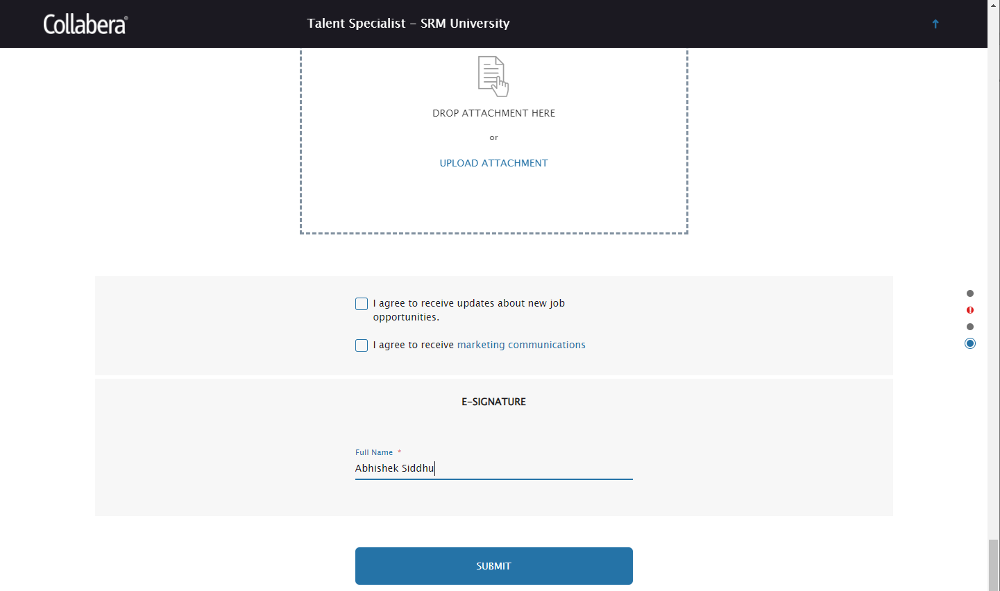 Collabera®
Talent Specialist – SRM University
DROP ATTACHMENT HERE
or
UPLOAD ATTACHMENT
I agree to receive updates about new job
opportunities.
I agree to receive marketing communications
E-SIGNATURE
Full Name *
Abhishek Siddhu
SUBMIT